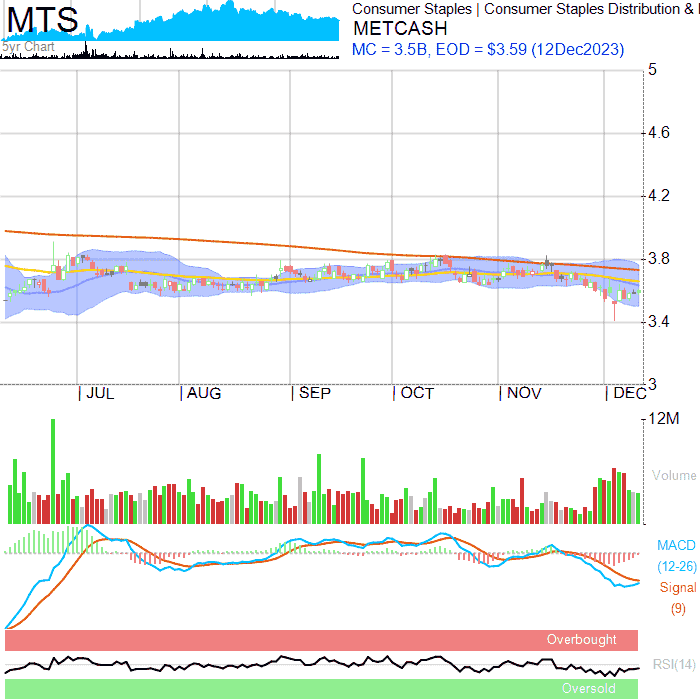 MTS
5yr Chart
Consumer Staples | Consumer Staples Distribution &
METCASH
MC = 3.5B, EOD = $3.59 (12Dec2023)
5
4.6
4.2
3.8
3.4
3
| JUL
| AUG
| SEP
| OCT
| NOV
| DEC
12M
Volume
MACD
(12-26)
Signal
(9)
Overbought
RSI(14)
Oversold